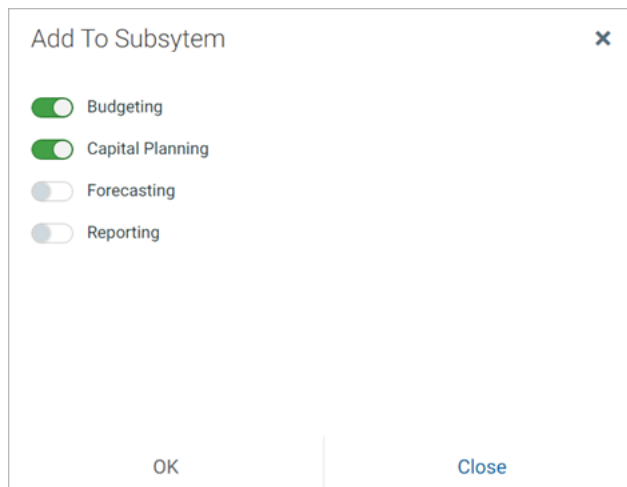 Add To Subsytem
Budgeting
Capital Planning
Forecasting
Reporting
OK
Close